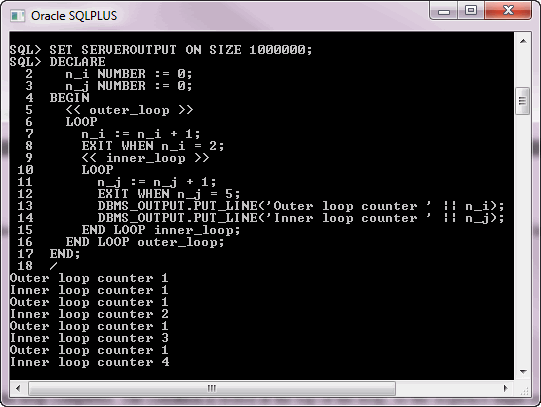 Oracle SQLPLUS
SQL> SET SERVEROUTPUT ON SIZE 1000000;
SQL> DECLARE
  2    n_i NUMBER := 0;
  3    n_j NUMBER := 0;
  4  BEGIN
  5    << outer_loop >>
  6    LOOP
  7      n_i := n_i + 1;
  8      EXIT WHEN n_i = 2;
  9      << inner_loop >>
 10      LOOP
 11        n_j := n_j + 1;
 12        EXIT WHEN n_j = 5;
 13        DBMS_OUTPUT.PUT_LINE('Outer loop counter ' || n_i);
 14        DBMS_OUTPUT.PUT_LINE('Inner loop counter ' || n_j);
 15      END LOOP inner_loop;
 16    END LOOP outer_loop;
 17  END;
 18  /
Outer loop counter 1
Inner loop counter 1
Outer loop counter 1
Inner loop counter 2
Outer loop counter 1
Inner loop counter 3
Outer loop counter 1
Inner loop counter 4